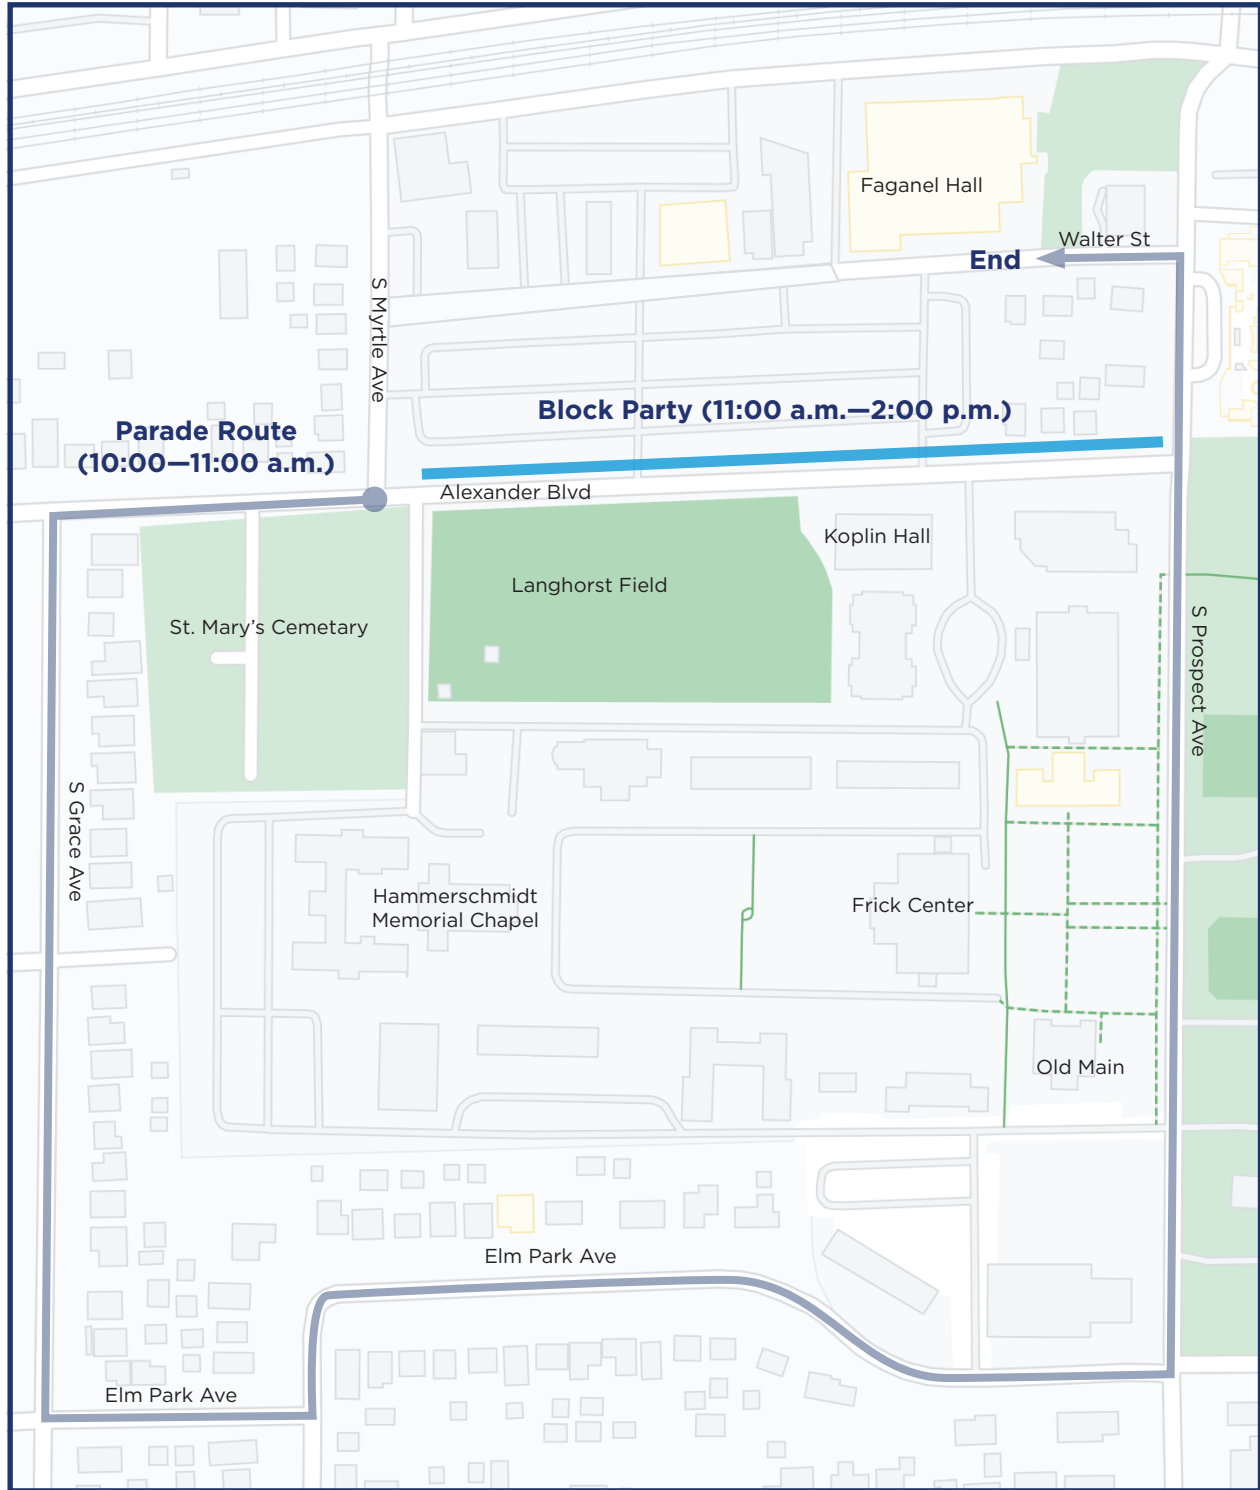 Faganel Hall
Walter St
End
S Myrtle Ave
Block Party (11:00 a.m.—2:00 p.m.)
Parade Route
(10:00—11:00 a.m.)
Alexander Blvd
Koplin Hall
Langhorst Field
St. Mary's Cemetary
S Prospect Ave
S Grace Ave
Hammerschmidt
Memorial Chapel
Frick Center
Old Main
Elm Park Ave
Elm Park Ave